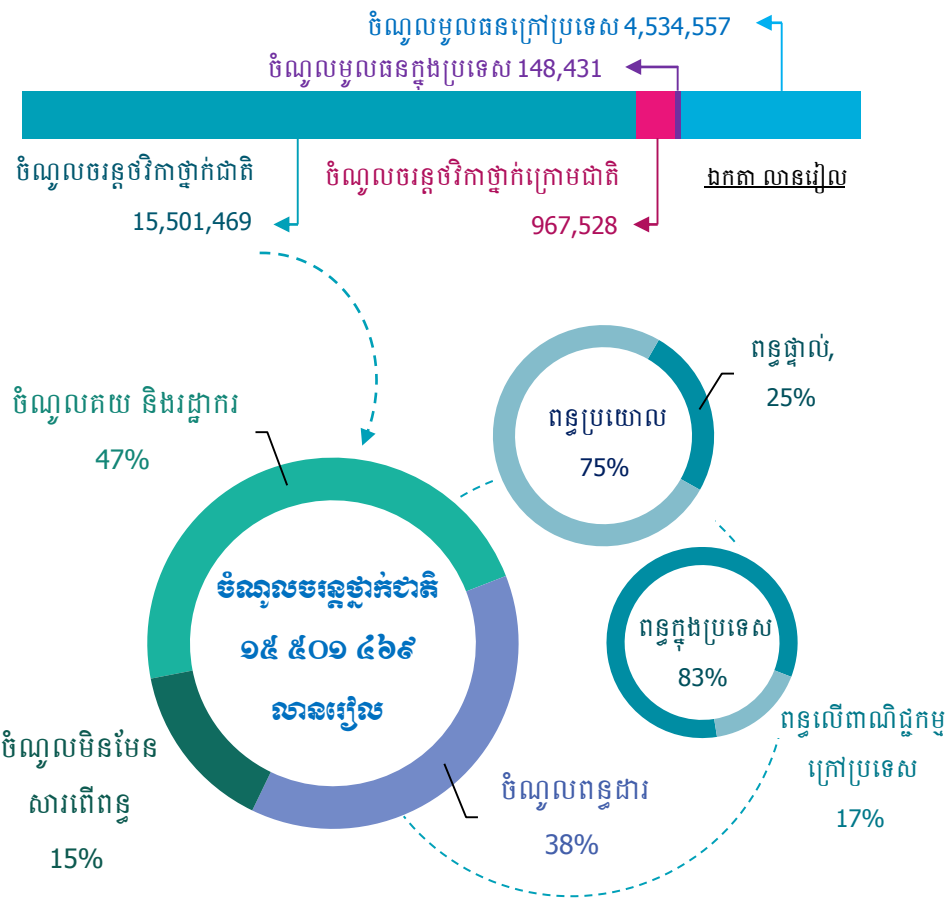 ចំណូលមូលធនក្រៅប្រទេស 4,534,557
ចំណូលមូលធនក្នុងប្រទេស 148,431
ចំណូលចរន្តថវិកាថ្នាក់ជាតិ
15,501,469
ចំណូលចរន្តថវិកាថ្នាក់ក្រោមជាតិ
967,528
ឯកតា លានរៀល
ពន្ធផ្ទាល់,
25%
ពន្ធប្រយោល
75%
ចំណូលគយ និងរដ្ឋាករ
47%
ចំណូលចរន្តថ្នាក់ជាតិ
១៥ ៥០១ ៤៦៩
លានរៀល
ពន្ធក្នុងប្រទេស
83%
ពន្ធលើពាណិជ្ជកម្ម
ក្រៅប្រទេស
17%
ចំណូលមិនមែន
សារពើពន្ធ
15%
ចំណូលពន្ធដារ
38%